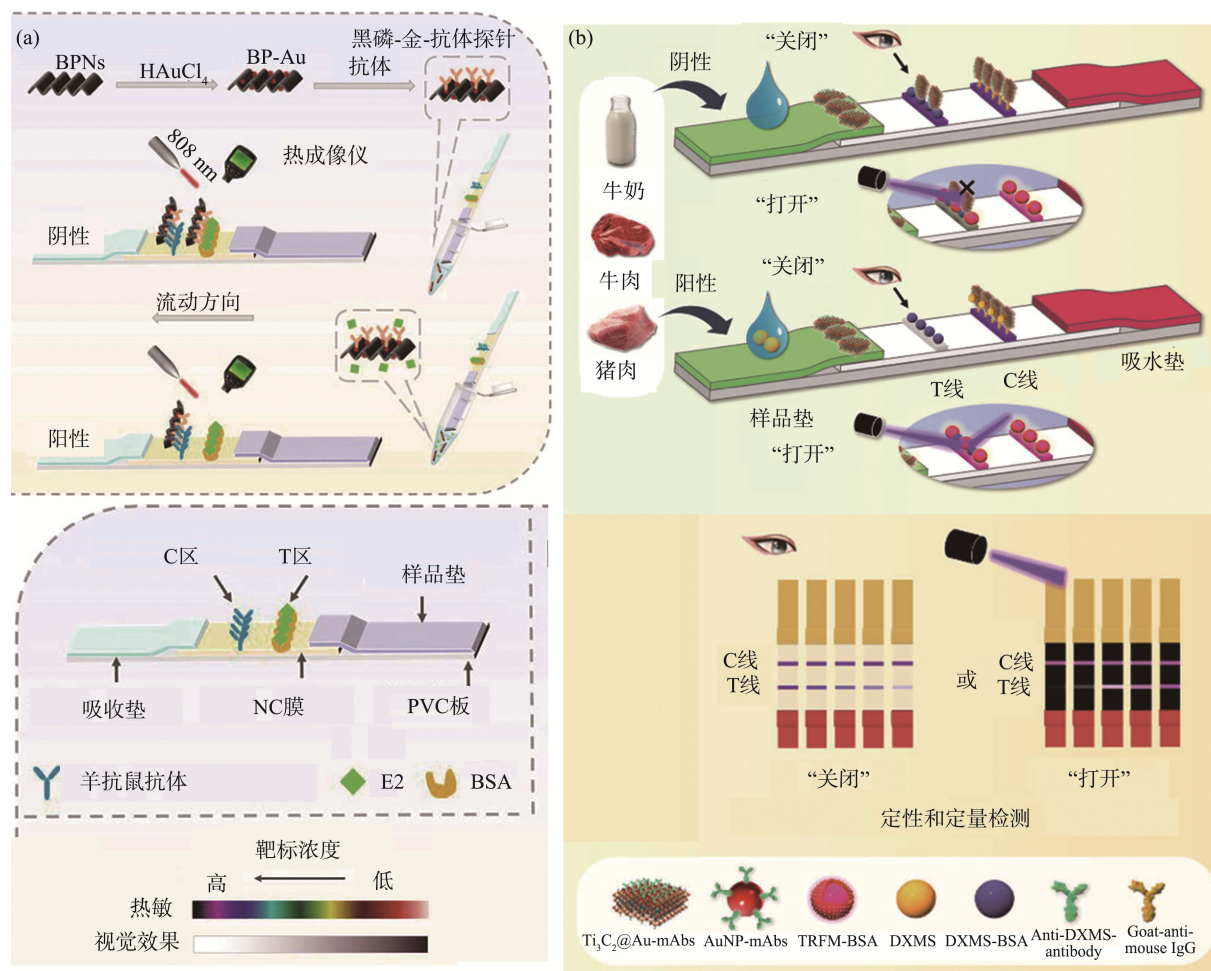 (a)
BPNs
HAuCl₄
BP-Au
黑磷-金-抗体探针
抗体
808 nm
热成像仪
阴性
流动方向
阳性
C区
T区
样品垫
吸收垫
NC膜
PVC板
羊抗鼠抗体
E2
BSA
靶标浓度
高
低
热敏
视觉效果
(b)
“关闭”
阴性
牛奶
“打开”
牛肉
阳性
“关闭”
猪肉
吸水垫
T线
C线
样品垫
“打开”
C线
T线
或
C线
T线
“关闭”
“打开”
定性和定量检测
Ti₃C₂@Au-mAbs
AuNP-mAbs
TRFM-BSA
DXMS
DXMS-BSA
Anti-DXMS-
antibody
Goat-anti-
mouse IgG